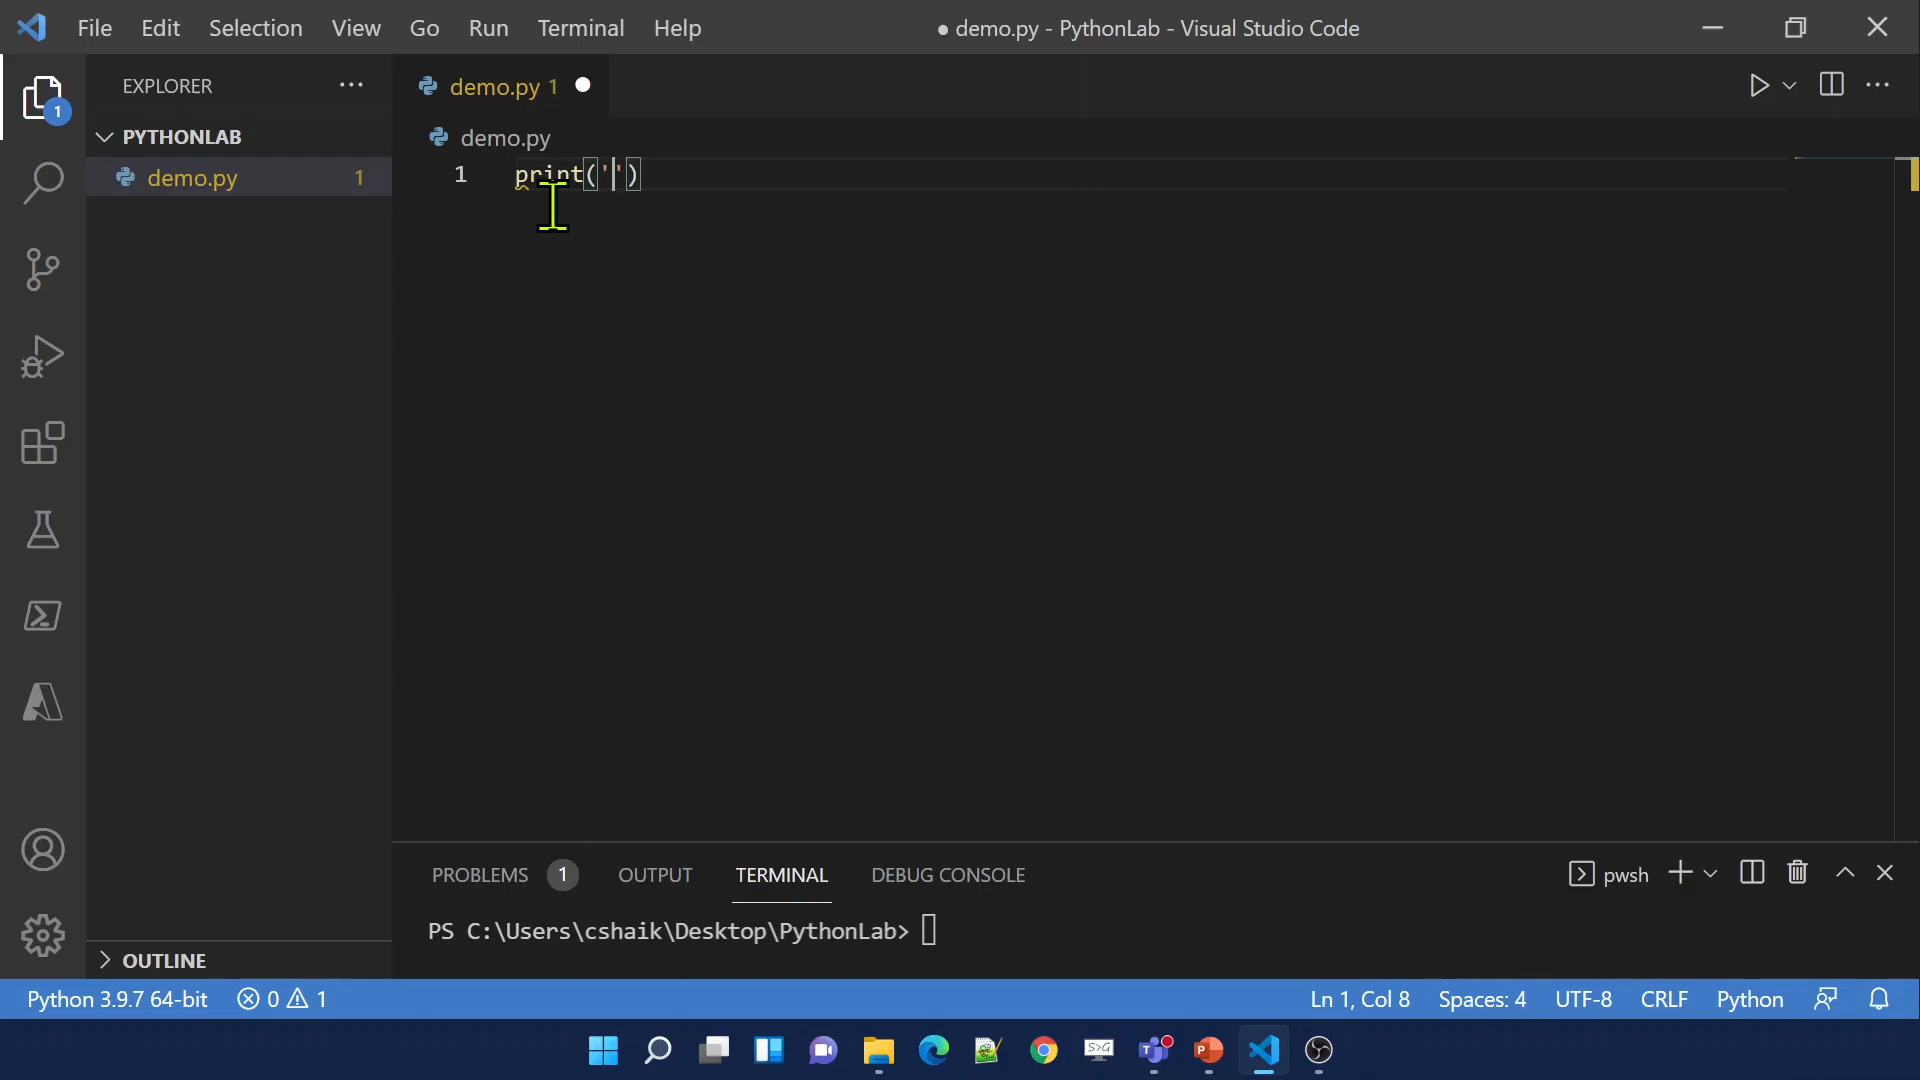 File Edit Selection View Go Run Terminal Help
● demo.py - PythonLab - Visual Studio Code
EXPLORER
demo.py 1
1
PYTHONLAB
demo.py
demo.py 1
1 print('')
PROBLEMS 1 OUTPUT TERMINAL DEBUG CONSOLE
pwsh
PS C:\Users\cshaik\Desktop\PythonLab>
OUTLINE
Python 3.9.7 64-bit 0 1
Ln 1, Col 8 Spaces: 4 UTF-8 CRLF Python
S>G